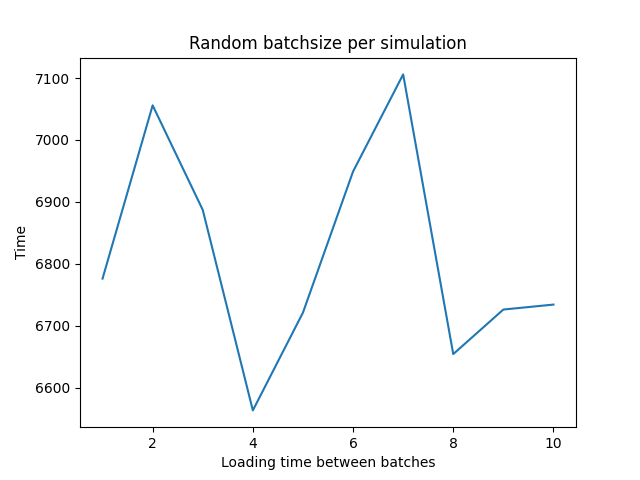 Random batchsize per simulation
7100
7000
6900
6800
6700
6600
Time
2 4 6 8 10
Loading time between batches